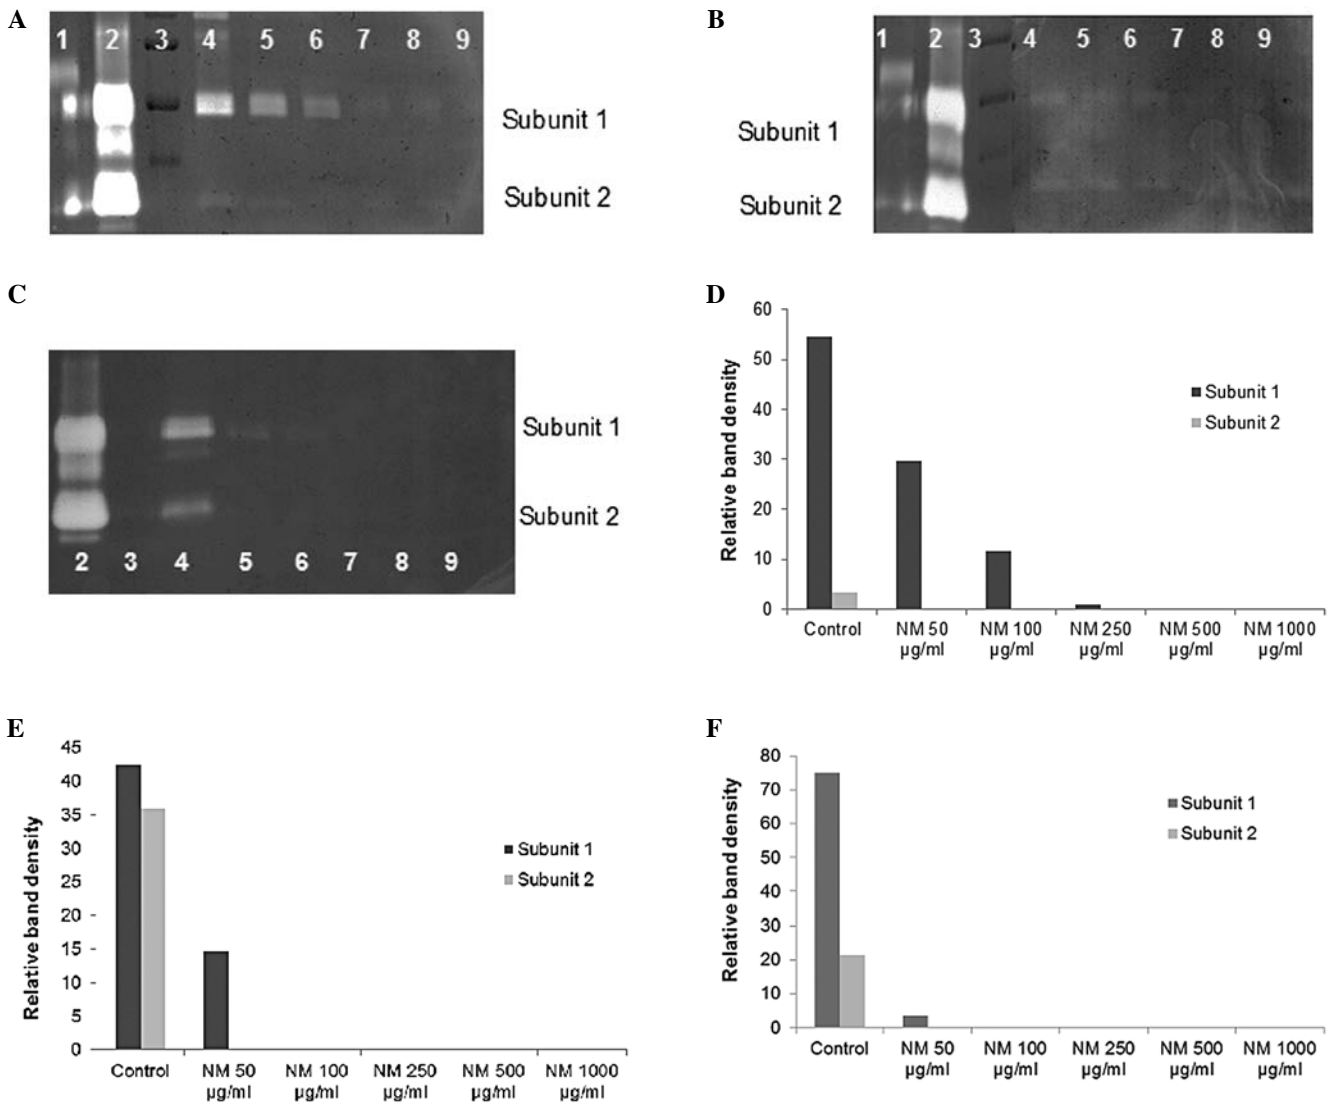 A
1 2 3 4 5 6 7 8 9
Subunit 1
Subunit 2
B
1 2 3 4 5 6 7 8 9
Subunit 1
Subunit 2
C
Subunit 1
Subunit 2
2 3 4 5 6 7 8 9
D
Relative band density
60
50
40
30
20
10
0
Subunit 1
Subunit 2
Control
NM 50
µg/ml
NM 100
µg/ml
NM 250
µg/ml
NM 500
µg/ml
NM 1000
µg/ml
E
Relative band density
45
40
35
30
25
20
15
10
5
0
Subunit 1
Subunit 2
Control
NM 50
µg/ml
NM 100
µg/ml
NM 250
µg/ml
NM 500
µg/ml
NM 1000
µg/ml
F
Relative band density
80
70
60
50
40
30
20
10
0
Subunit 1
Subunit 2
Control
NM 50
µg/ml
NM 100
µg/ml
NM 250
µg/ml
NM 500
µg/ml
NM 1000
µg/ml